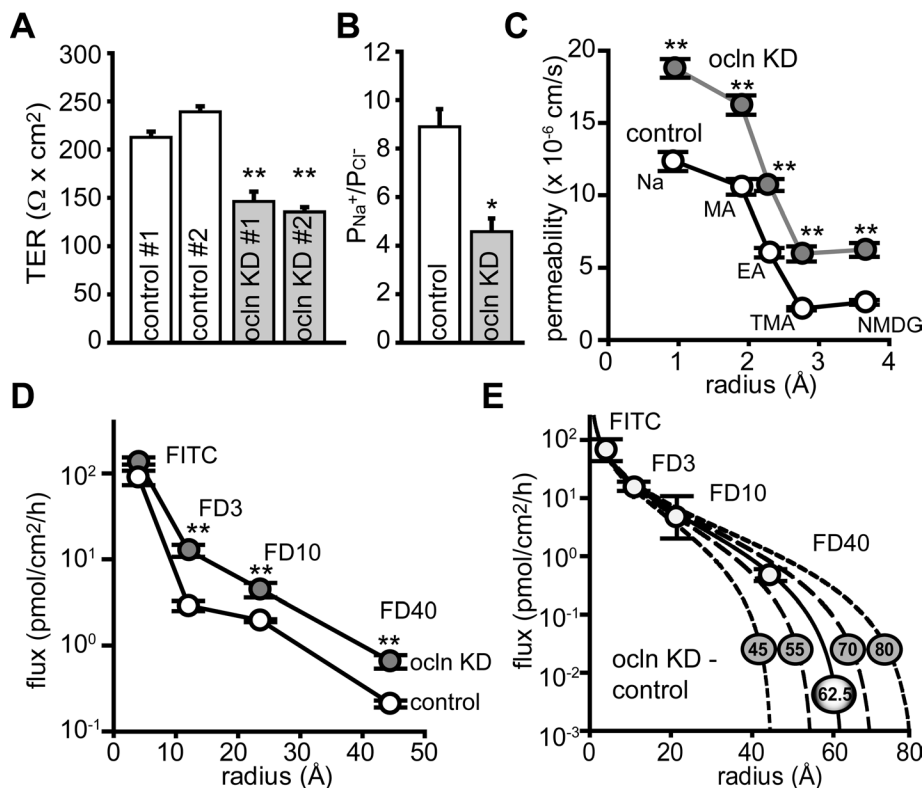 A
TER (Ω x cm2)
300
250
200
150
100
50
0
control #1
control #2
**
ocln KD #1
**
ocln KD #2
B
PNa+/PCl-
12
10
8
6
4
2
0
control
*
ocln KD
C
permeability (x 10-6 cm/s)
20
15
10
5
0
**
ocln KD
**
control
Na
MA
**
EA
**
**
TMA
NMDG
0 1 2 3 4
radius (Å)
D
flux (pmol/cm2/h)
102
101
100
10-1
FITC
FD3
**
FD10
**
FD40
**
ocln KD
control
0 10 20 30 40 50
radius (Å)
E
flux (pmol/cm2/h)
102
101
100
10-1
10-2
10-3
FITC
FD3
FD10
FD40
45 55 70 80
62.5
ocln KD -
control
0 20 40 60 80
radius (Å)